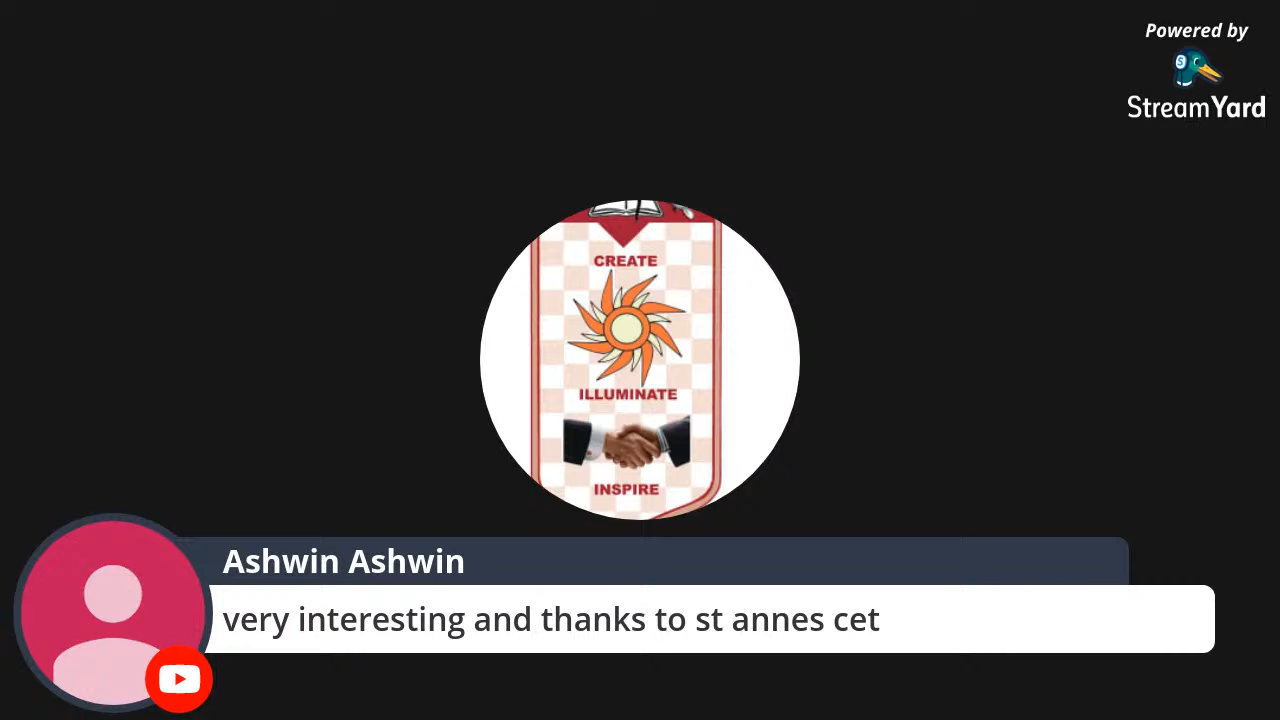 Powered by
StreamYard
CREATE
ILLUMINATE
INSPIRE
Ashwin Ashwin
very interesting and thanks to st annes cet